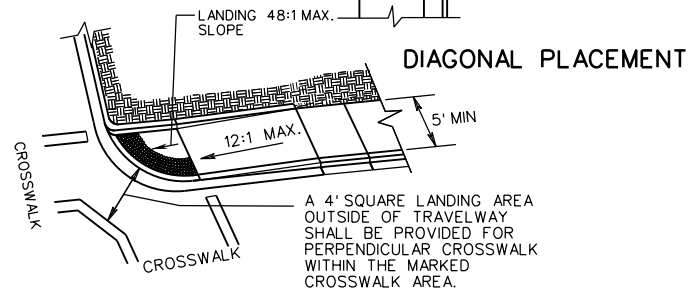 LANDING 48:1 MAX.
SLOPE
DIAGONAL PLACEMENT
12:1 MAX.
5' MIN
CROSSWALK
A 4' SQUARE LANDING AREA
OUTSIDE OF TRAVELWAY
SHALL BE PROVIDED FOR
PERPENDICULAR CROSSWALK
WITHIN THE MARKED
CROSSWALK AREA.
CROSSWALK